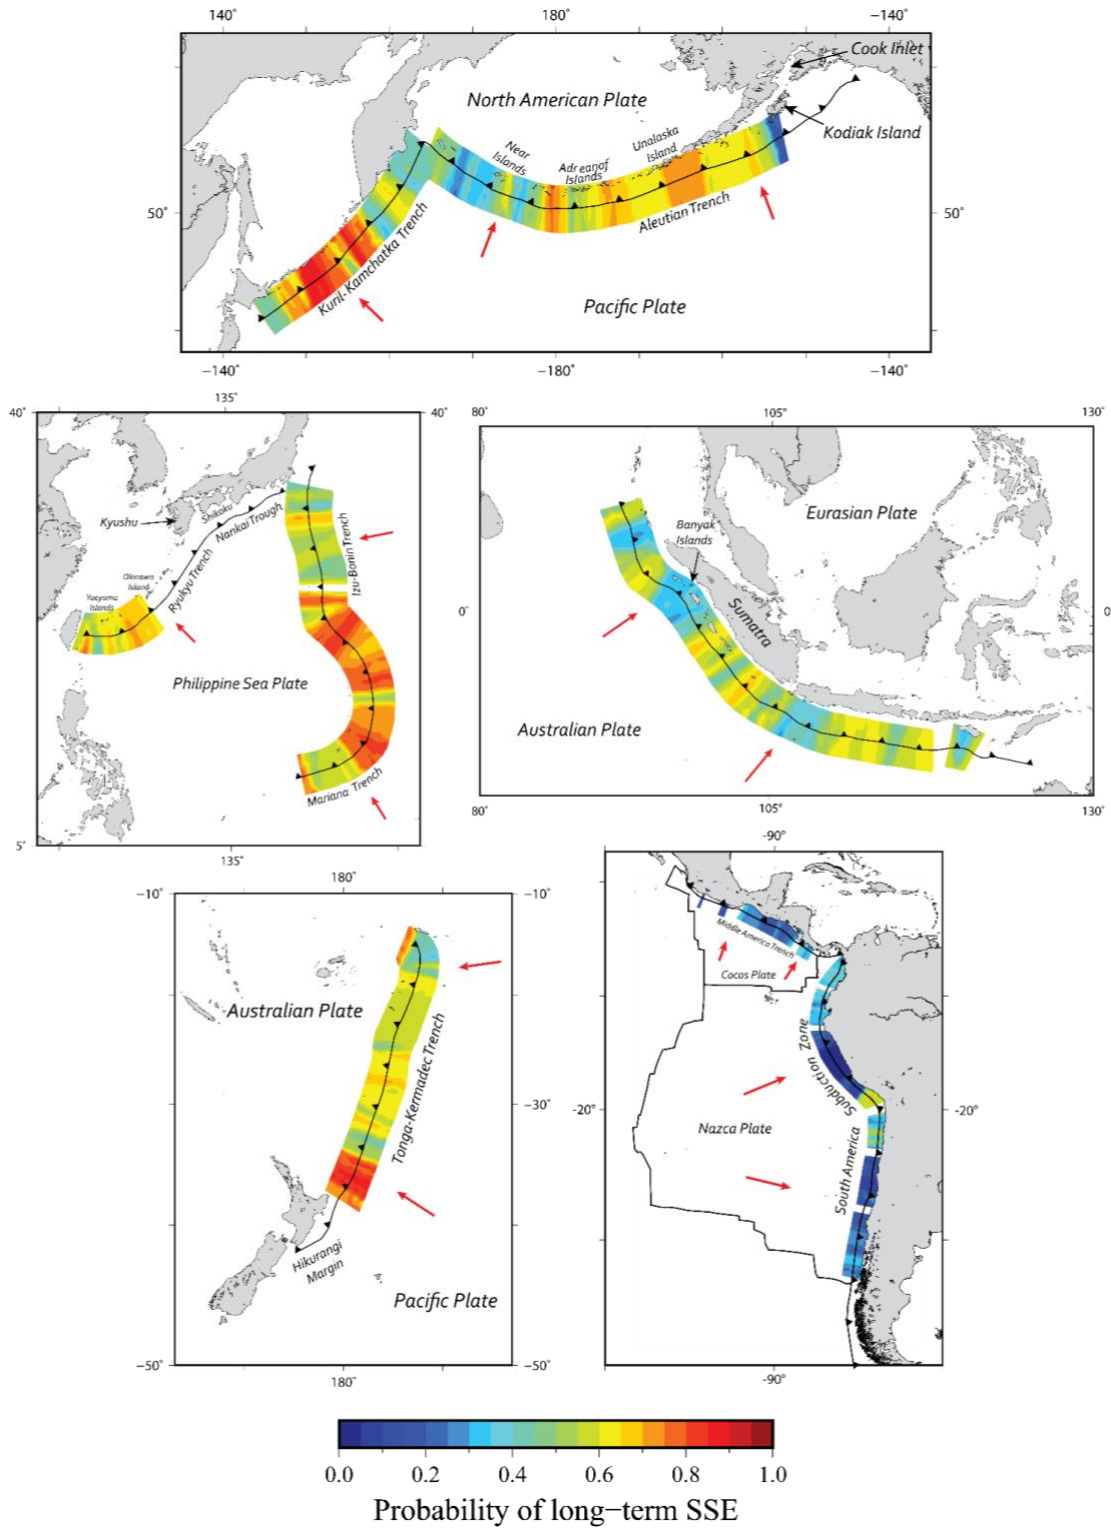 140°
180°
−140°
Cook Inlet
North American Plate
Kodiak Island
Unalaska
Island
Near
Islands
Adreanof
Islands
50°
50°
Aleutian Trench
Kuril-Kamchatka Trench
Pacific Plate
−140°
−180°
−140°
135°
40°
40°
Kyushu
Shikoku
Nankai Trough
Izu-Bonin Trench
Ryukyu Trench
Okinawa
Island
Yaeyama
Islands
Philippine Sea Plate
Mariana Trench
5°
135°
80°
105°
130°
Eurasian Plate
Banyak
Islands
0°
0
Sumatra
Australian Plate
80°
105°
130°
180°
−10°
−10°
Australian Plate
Tonga-Kermadec Trench
−30°
Hikurangi
Margin
Pacific Plate
−50°
−50°
180°
-90°
Middle America Trench
Cocos Plate
Subduction Zone
-20°
-20°
Nazca Plate
South America
-90°
0.0
0.2
0.4
0.6
0.8
1.0
Probability of long−term SSE